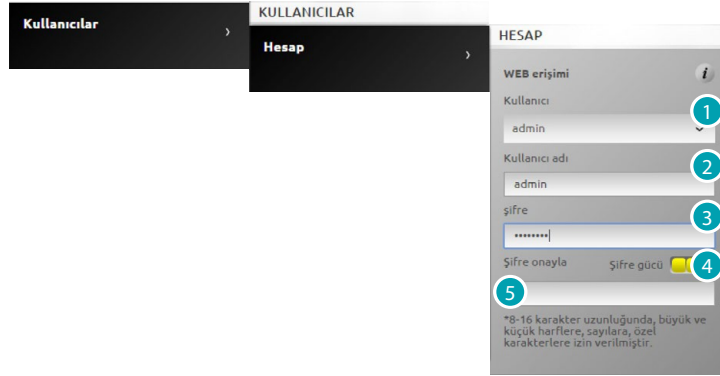 Kullanıcılar
KULLANICILAR
Hesap
HESAP
WEB erişimi i
Kullanıcı
1
admin
Kullanıcı adı
2
admin
şifre
3
••••••••
Şifre onayla Şifre gücü 4
5
*8-16 karakter uzunluğunda, büyük ve
küçük harflere, sayılara, özel
karakterlere izin verilmiştir.